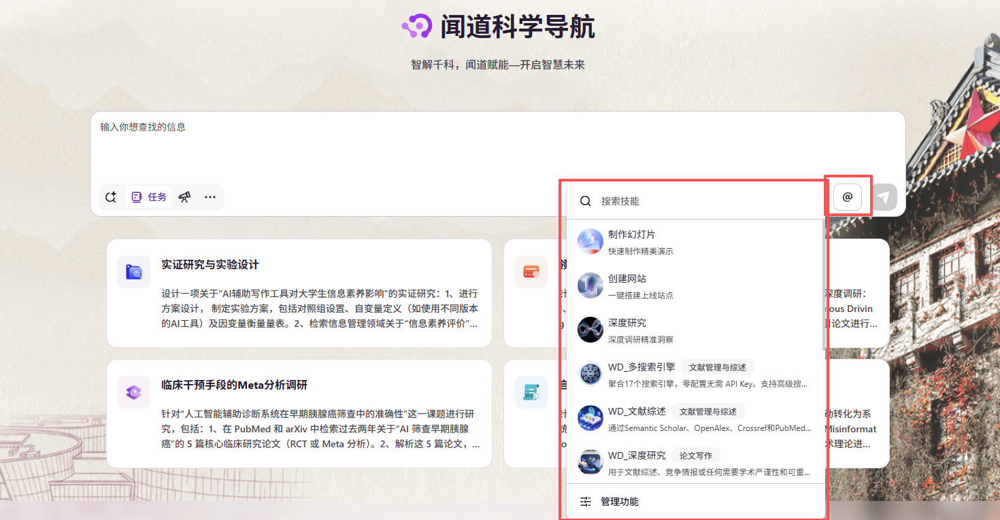 闻道科学导航
智解千科，闻道赋能—开启智慧未来
输入你想查找的信息
任务
@
搜索技能
制作幻灯片
快速制作精美演示
创建网站
一键搭建上线站点
深度研究
深度调研精准洞察
WD_多搜索引擎 文献管理与综述
聚合17个搜索引擎，零配置无需 API Key。支持高级搜...
WD_文献综述 文献管理与综述
通过Semantic Scholar、OpenAlex、Crossref和PubMed...
WD_深度研究 论文写作
用于文献综述、竞争情报或任何需要学术严谨性和可重...
管理功能
实证研究与实验设计
设计一项关于“AI辅助写作工具对大学生信息素养影响”的实证研究：1、进行
方案设计， 制定实验方案，包括对照组设置、自变量定义（如使用不同版本
的AI工具）及因变量衡量量表。2、检索信息管理领域关于“信息素养评价”...
深度调研：
nous Drivin
引论文进行...
临床干预手段的Meta分析调研
针对“人工智能辅助诊断系统在早期胰腺癌筛查中的准确性”这一课题进行研
究，包括：1、在 PubMed 和 arXiv 中检索过去两年关于“AI 筛查早期胰腺
癌”的 5 篇核心临床研究论文（RCT 或 Meta 分析）。2、解析这 5 篇论文，...
动转化为系
Misinformat
术理论进...